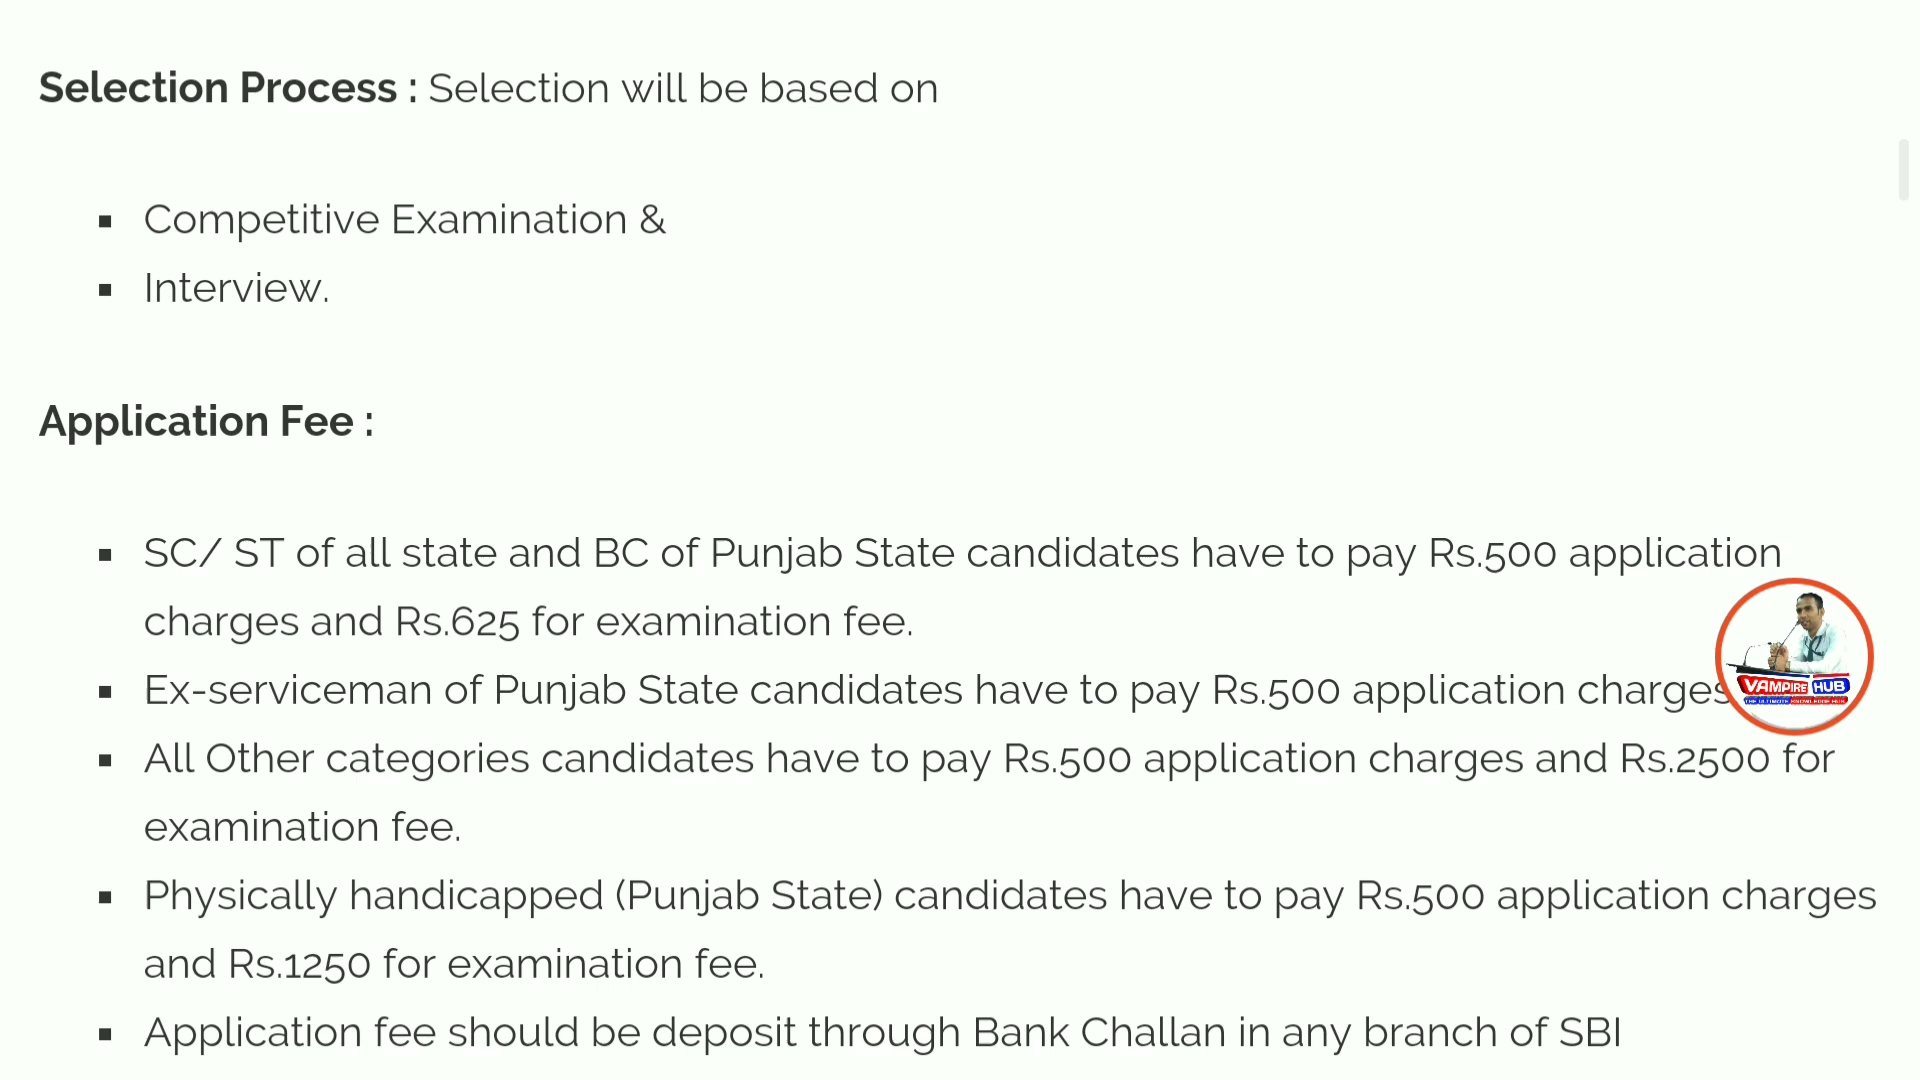 Selection Process : Selection will be based on
▪ Competitive Examination &
▪ Interview.
Application Fee :
▪ SC/ ST of all state and BC of Punjab State candidates have to pay Rs.500 application
charges and Rs.625 for examination fee.
▪ Ex-serviceman of Punjab State candidates have to pay Rs.500 application charges
VAMPIRE HUB
THE ULTIMATE KNOWLEDGE HUB
▪ All Other categories candidates have to pay Rs.500 application charges and Rs.2500 for
examination fee.
▪ Physically handicapped (Punjab State) candidates have to pay Rs.500 application charges
and Rs.1250 for examination fee.
▪ Application fee should be deposit through Bank Challan in any branch of SBI